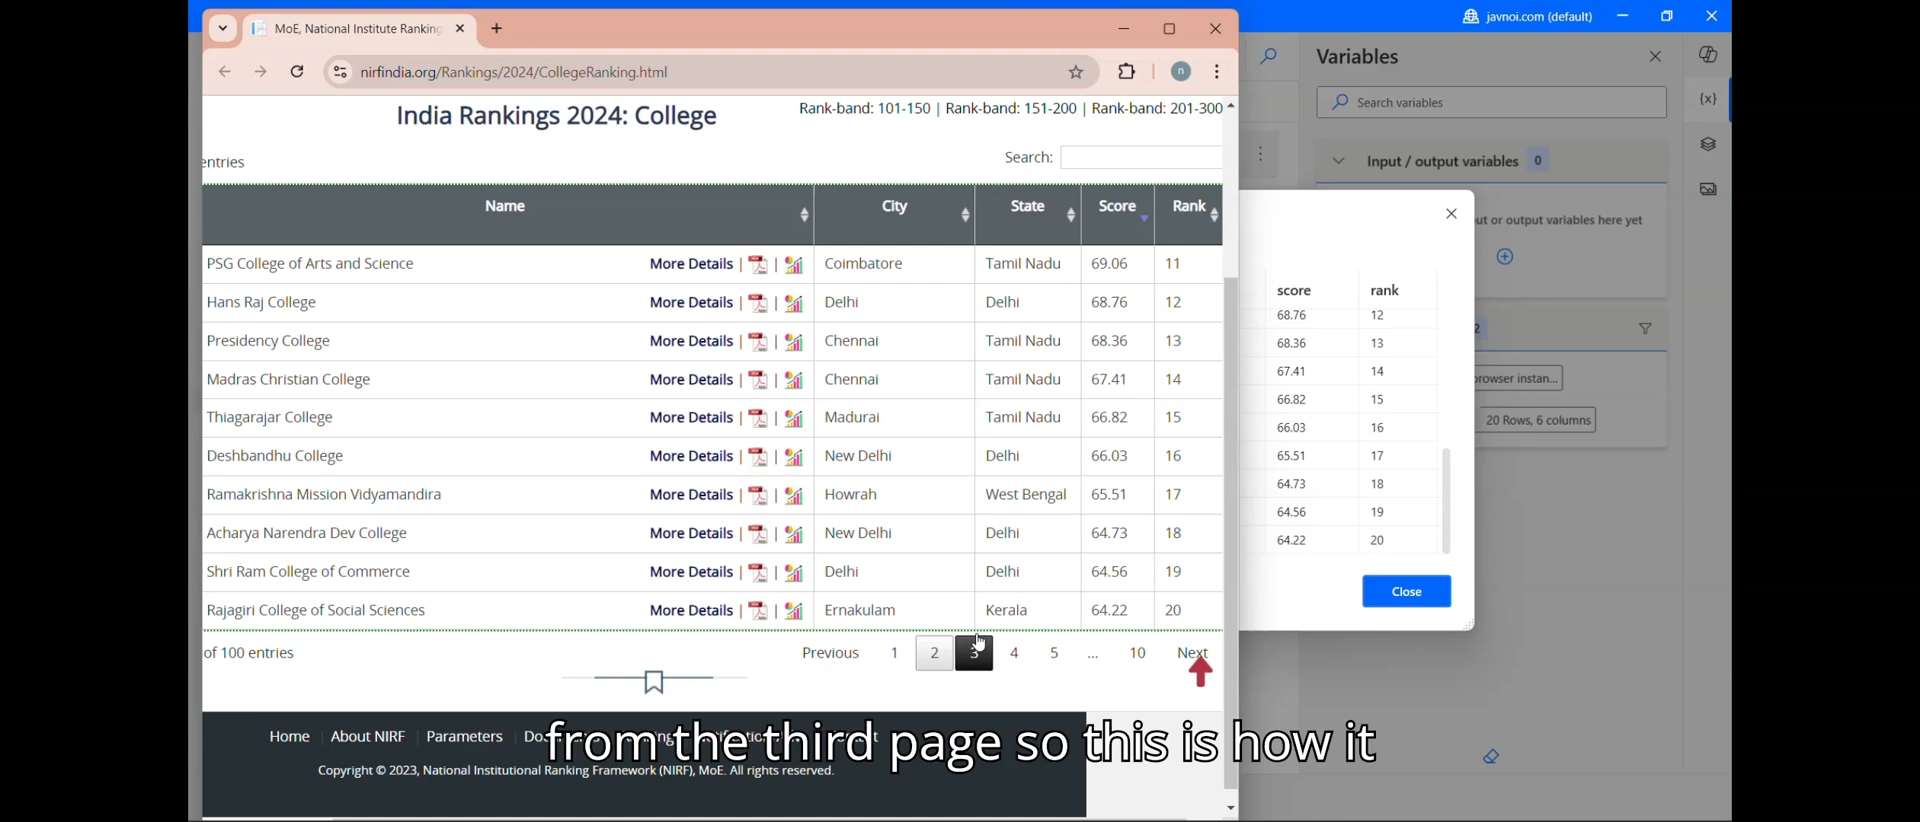 MoE, National Institute Ranking
javnoi.com (default)
nirfindia.org/Rankings/2024/CollegeRanking.html
n
Variables
Search variables
{x}
India Rankings 2024: College
Rank-band: 101-150 | Rank-band: 151-200 | Rank-band: 201-300
entries
Search:
Input / output variables 0
Name City State Score Rank
PSG College of Arts and Science More Details | | Coimbatore Tamil Nadu 69.06 11
Hans Raj College More Details | | Delhi Delhi 68.76 12
Presidency College More Details | | Chennai Tamil Nadu 68.36 13
Madras Christian College More Details | | Chennai Tamil Nadu 67.41 14
Thiagarajar College More Details | | Madurai Tamil Nadu 66.82 15
Deshbandhu College More Details | | New Delhi Delhi 66.03 16
Ramakrishna Mission Vidyamandira More Details | | Howrah West Bengal 65.51 17
Acharya Narendra Dev College More Details | | New Delhi Delhi 64.73 18
Shri Ram College of Commerce More Details | | Delhi Delhi 64.56 19
Rajagiri College of Social Sciences More Details | | Ernakulam Kerala 64.22 20
of 100 entries
Previous 1 2 3 4 5 ... 10 Next
or output variables here yet
score rank
68.76 12
68.36 13
67.41 14
66.82 15
66.03 16
65.51 17
64.73 18
64.56 19
64.22 20
2
browser instan...
20 Rows, 6 columns
Close
Home About NIRF Parameters
Copyright © 2023, National Institutional Ranking Framework (NIRF), MoE. All rights reserved.
from the third page so this is how it